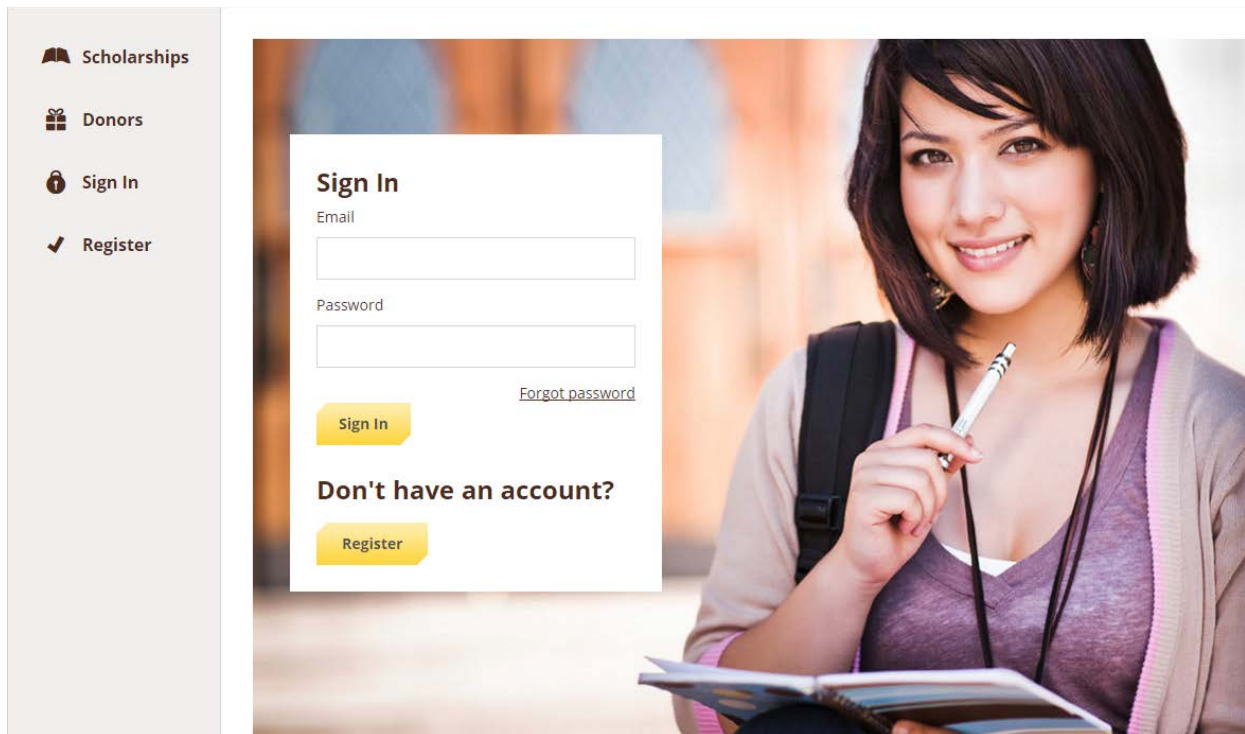 Scholarships
Donors
Sign In
Register
Sign In
Email
Password
Forgot password
Sign In
Don't have an account?
Register